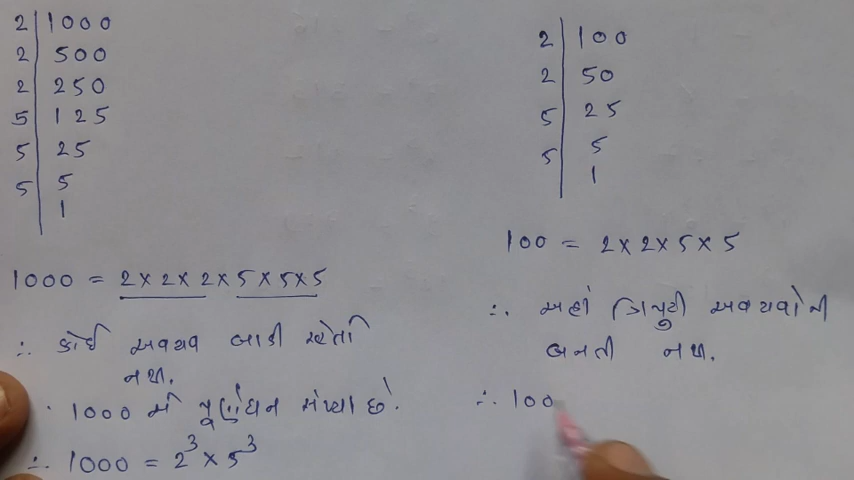 2 | 1000
2 | 500
2 | 250
5 | 125
5 | 25
5 | 5
1
1000 = 2 × 2 × 2 × 5 × 5 × 5
∴ કોઈ અવયવ બાકી રહેતો
નથી.
1000 એ પૂર્ણઘન સંખ્યા છે.
∴ 1000 = 2³ × 5³
2 | 100
2 | 50
5 | 25
5 | 5
1
100 = 2 × 2 × 5 × 5
∴ અહીં ત્રિપુટી અવયવોની
બનતી નથી.
∴ 100